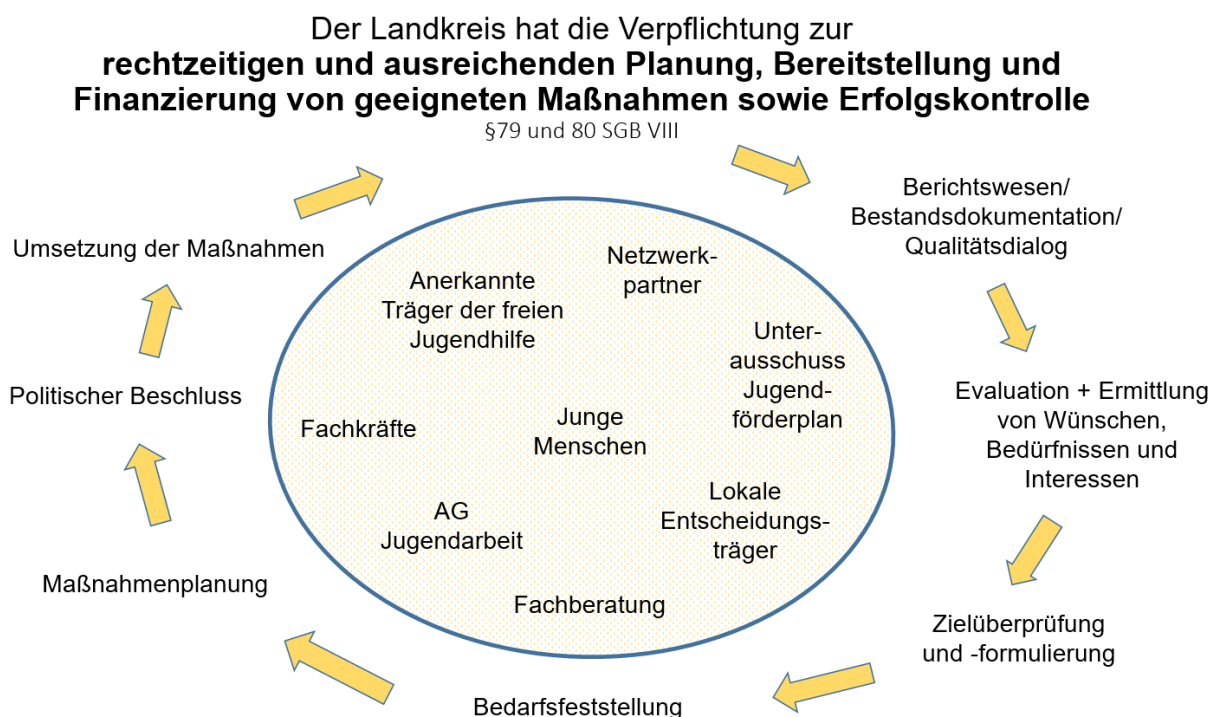 Der Landkreis hat die Verpflichtung zur
rechtzeitigen und ausreichenden Planung, Bereitstellung und
Finanzierung von geeigneten Maßnahmen sowie Erfolgskontrolle
§79 und 80 SGB VIII
Berichtswesen/
Bestandsdokumentation/
Qualitätsdialog
Evaluation + Ermittlung
von Wünschen,
Bedürfnissen und
Interessen
Zielüberprüfung
und -formulierung
Bedarfsfeststellung
Maßnahmenplanung
Politischer Beschluss
Umsetzung der Maßnahmen
Anerkannte
Träger der freien
Jugendhilfe
Netzwerk-
partner
Unter-
ausschuss
Jugend-
förderplan
Fachkräfte
Junge
Menschen
AG
Jugendarbeit
Lokale
Entscheidungs-
träger
Fachberatung